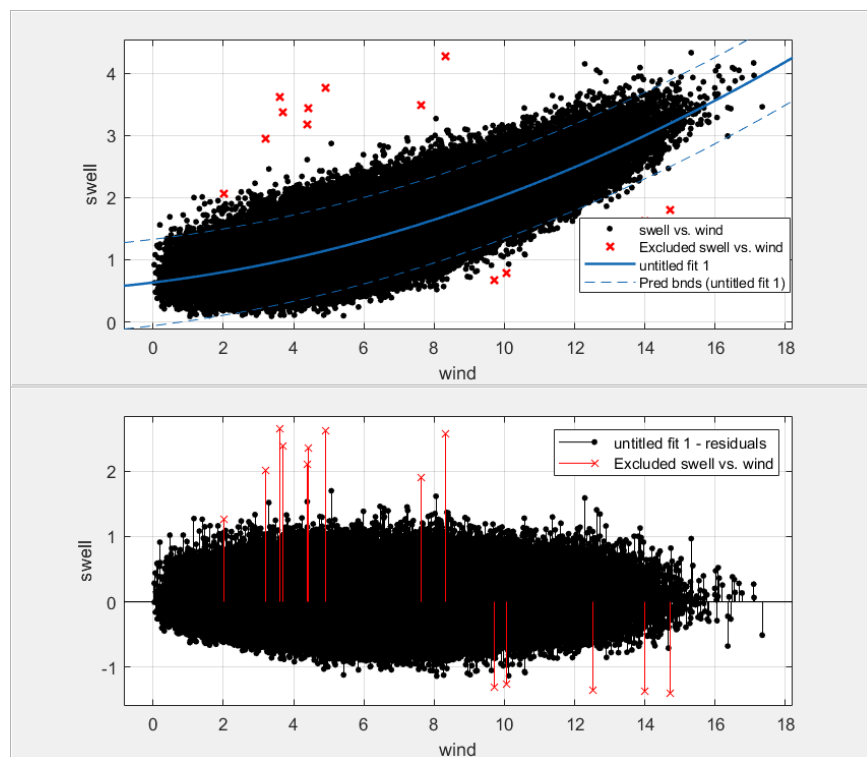 4
3
2
1
0
swell
swell vs. wind
Excluded swell vs. wind
untitled fit 1
Pred bnds (untitled fit 1)
0 2 4 6 8 10 12 14 16 18
wind
untitled fit 1 - residuals
Excluded swell vs. wind
2
1
0
-1
swell
0 2 4 6 8 10 12 14 16 18
wind